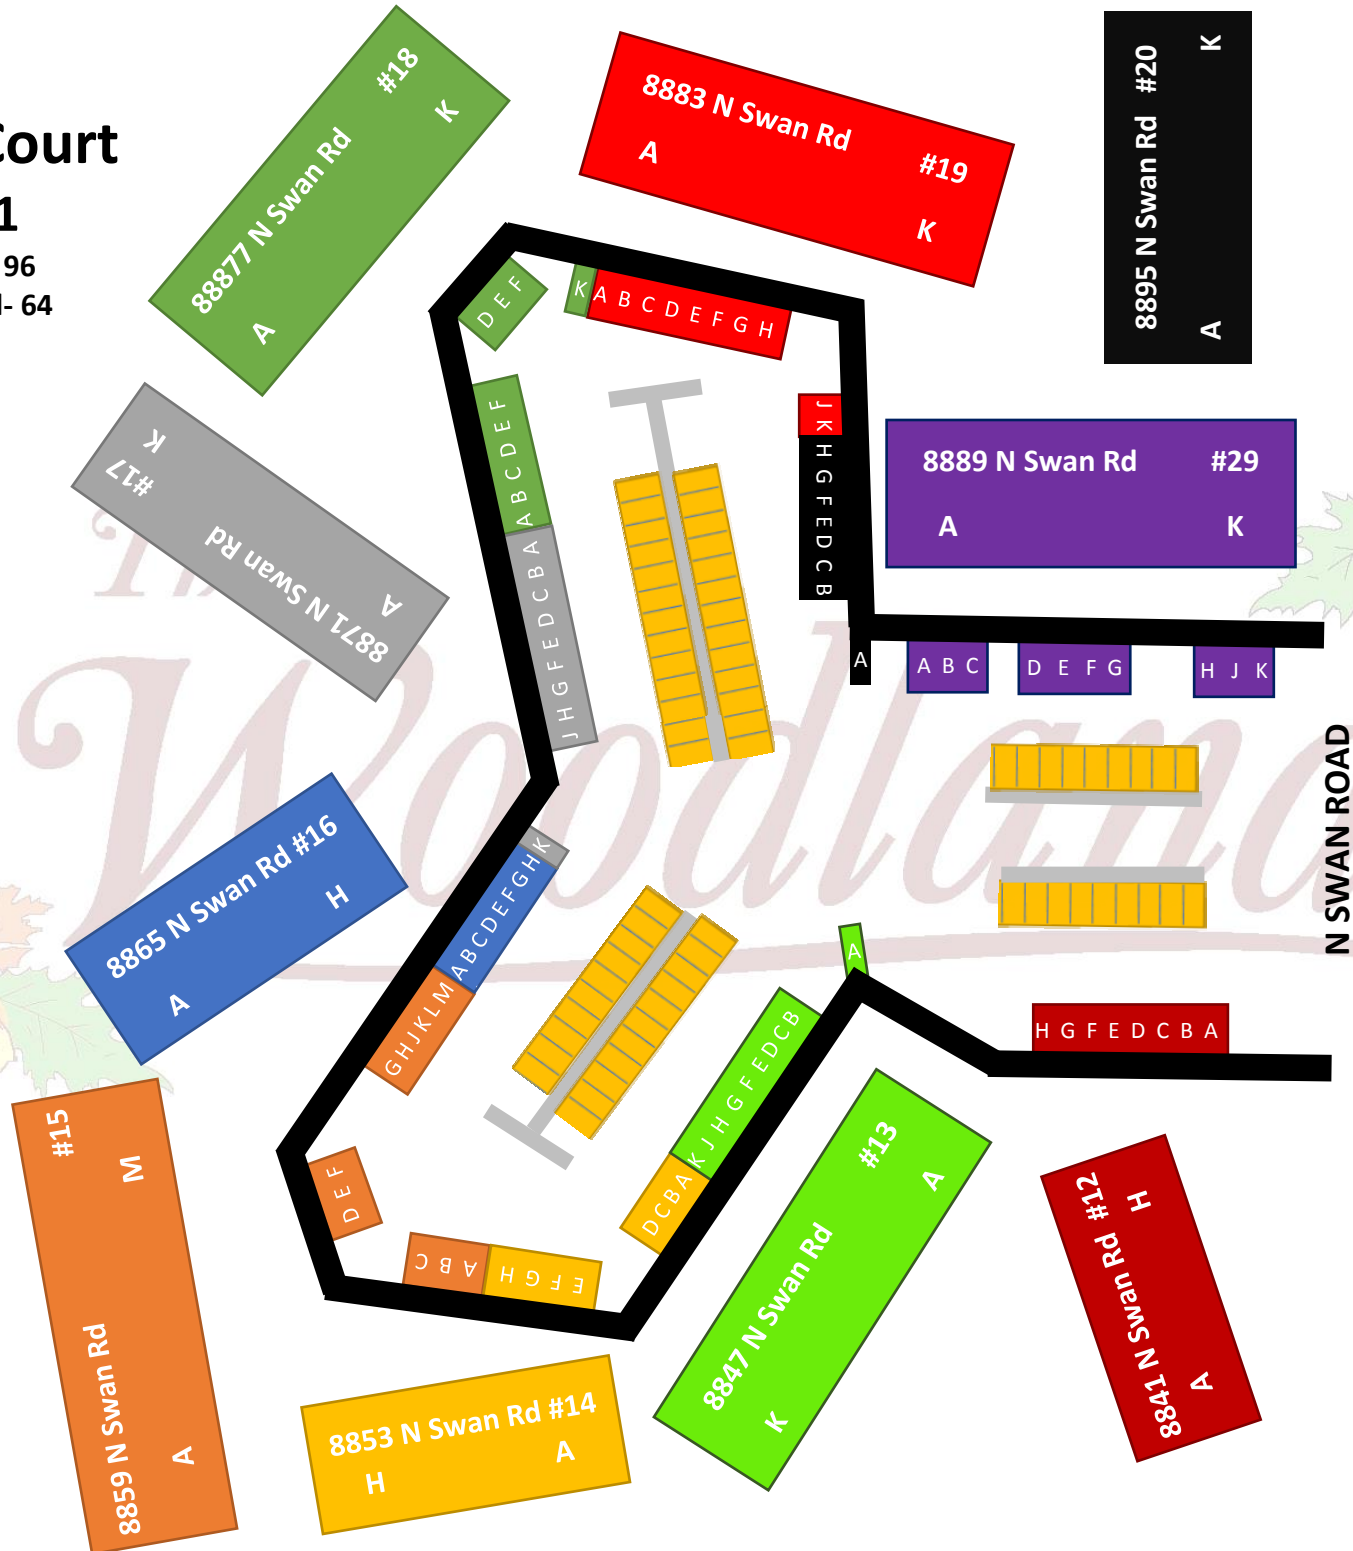 Court
1
96
- 64
88877 N Swan Rd #18
A K
8883 N Swan Rd #19
A K
8895 N Swan Rd #20
A K
D E F
K
A B C D E F G H
A B C D E F
8871 N Swan Rd #17
A K
J K
H G F E D C B
A
8889 N Swan Rd #29
A K
J H G F E D C B A
A B C
D E F G
H J K
Woodland
N SWAN ROAD
8865 N Swan Rd #16
A H
K
A B C D E F G H
G H J K L M
A
K J H G F E D C B
D C B A
H G F E D C B A
8859 N Swan Rd #15
A M
D E F
A B C
E F G H
8853 N Swan Rd #14
H A
8847 N Swan Rd #13
K A
8841 N Swan Rd #12
A H